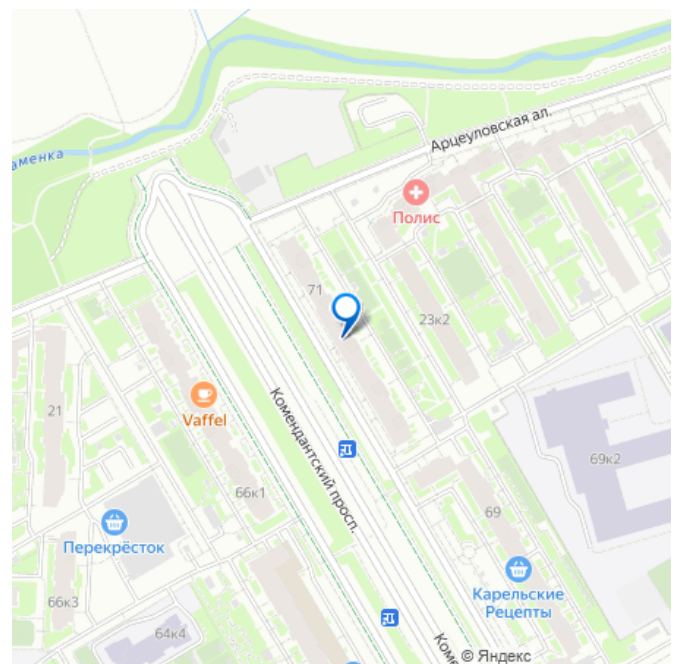 аменка
Арцеуловская ал.
Полис
71
23к2
21
Vaffel
Комендантский просп.
66к1
69к2
Перекрёсток
69
Карельские
Рецепты
66к3
64к4
Коме
© Яндекс